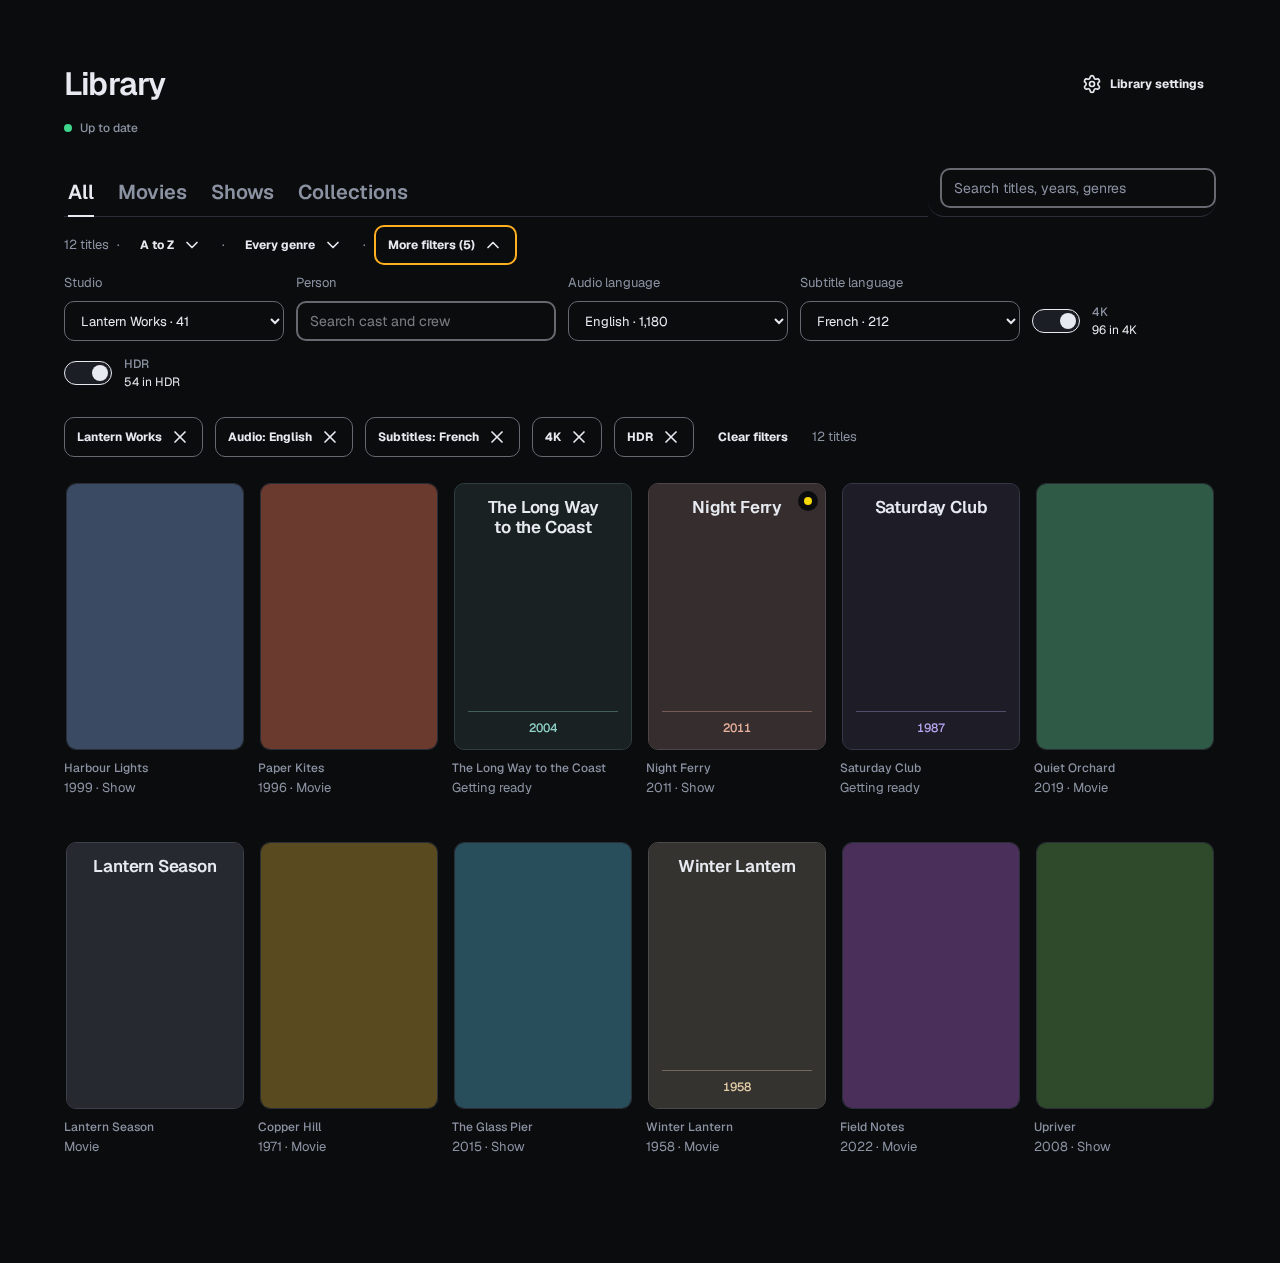 Library
Library settings
Up to date
All
Movies
Shows
Collections
Search titles, years, genres
12 titles ·
A to Z
·
Every genre
·
More filters (5)
Studio
Person
Audio language
Subtitle language
Lantern Works · 41
Search cast and crew
English · 1,180
French · 212
4K
96 in 4K
HDR
54 in HDR
Lantern Works
Audio: English
Subtitles: French
4K
HDR
Clear filters
12 titles
The Long Way
to the Coast
Night Ferry
Saturday Club
2004
2011
1987
Harbour Lights
1999 · Show
Paper Kites
1996 · Movie
The Long Way to the Coast
Getting ready
Night Ferry
2011 · Show
Saturday Club
Getting ready
Quiet Orchard
2019 · Movie
Lantern Season
Winter Lantern
1958
Lantern Season
Movie
Copper Hill
1971 · Movie
The Glass Pier
2015 · Show
Winter Lantern
1958 · Movie
Field Notes
2022 · Movie
Upriver
2008 · Show